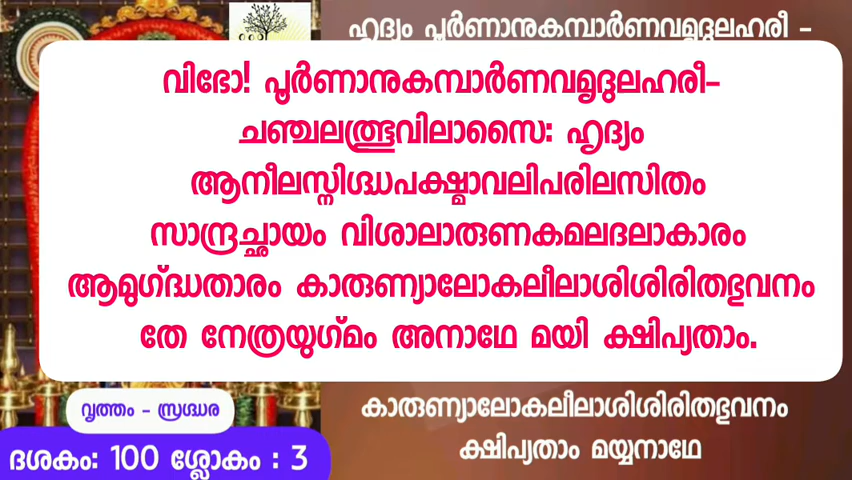 ഹൃദ്യം പൂർണാനുകമ്പാർണവമൃദുലഹരീ –
വിഭോ! പൂർണാനുകമ്പാർണവമൃദുലഹരീ–
ചഞ്ചലത്ഭ്രൂവിലാസൈഃ ഹൃദ്യം
ആനീലസ്നിഗ്ദ്ധപക്ഷ്മാവലിപരിലസിതം
സാന്ദ്രച്ഛായം വിശാലാരുണകമലദലാകാരം
ആമുഗ്ദ്ധതാരം കാരുണ്യാലോകലീലാശിശിരിതഭുവനം
തേ നേത്രയുഗ്മം അനാഥേ മയി ക്ഷിപ്യതാം.
വൃത്തം – സ്രഗ്ദ്ധര
കാരുണ്യാലോകലീലാശിശിരിതഭുവനം
ക്ഷിപ്യതാം മയ്യനാഥേ
ദശകം: 100 ശ്ലോകം : 3